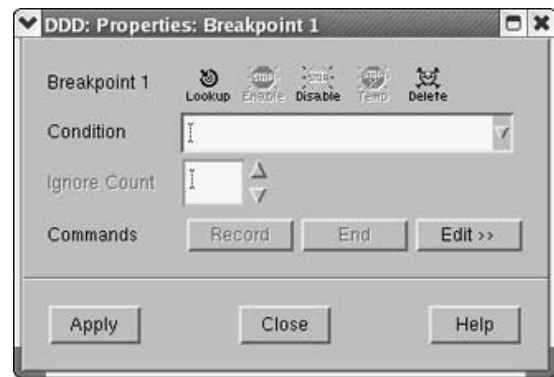 DDD: Properties: Breakpoint 1
Breakpoint 1
Lookup Enable Disable Temp Delete
Condition
Ignore Count
Commands Record End Edit >>
Apply Close Help